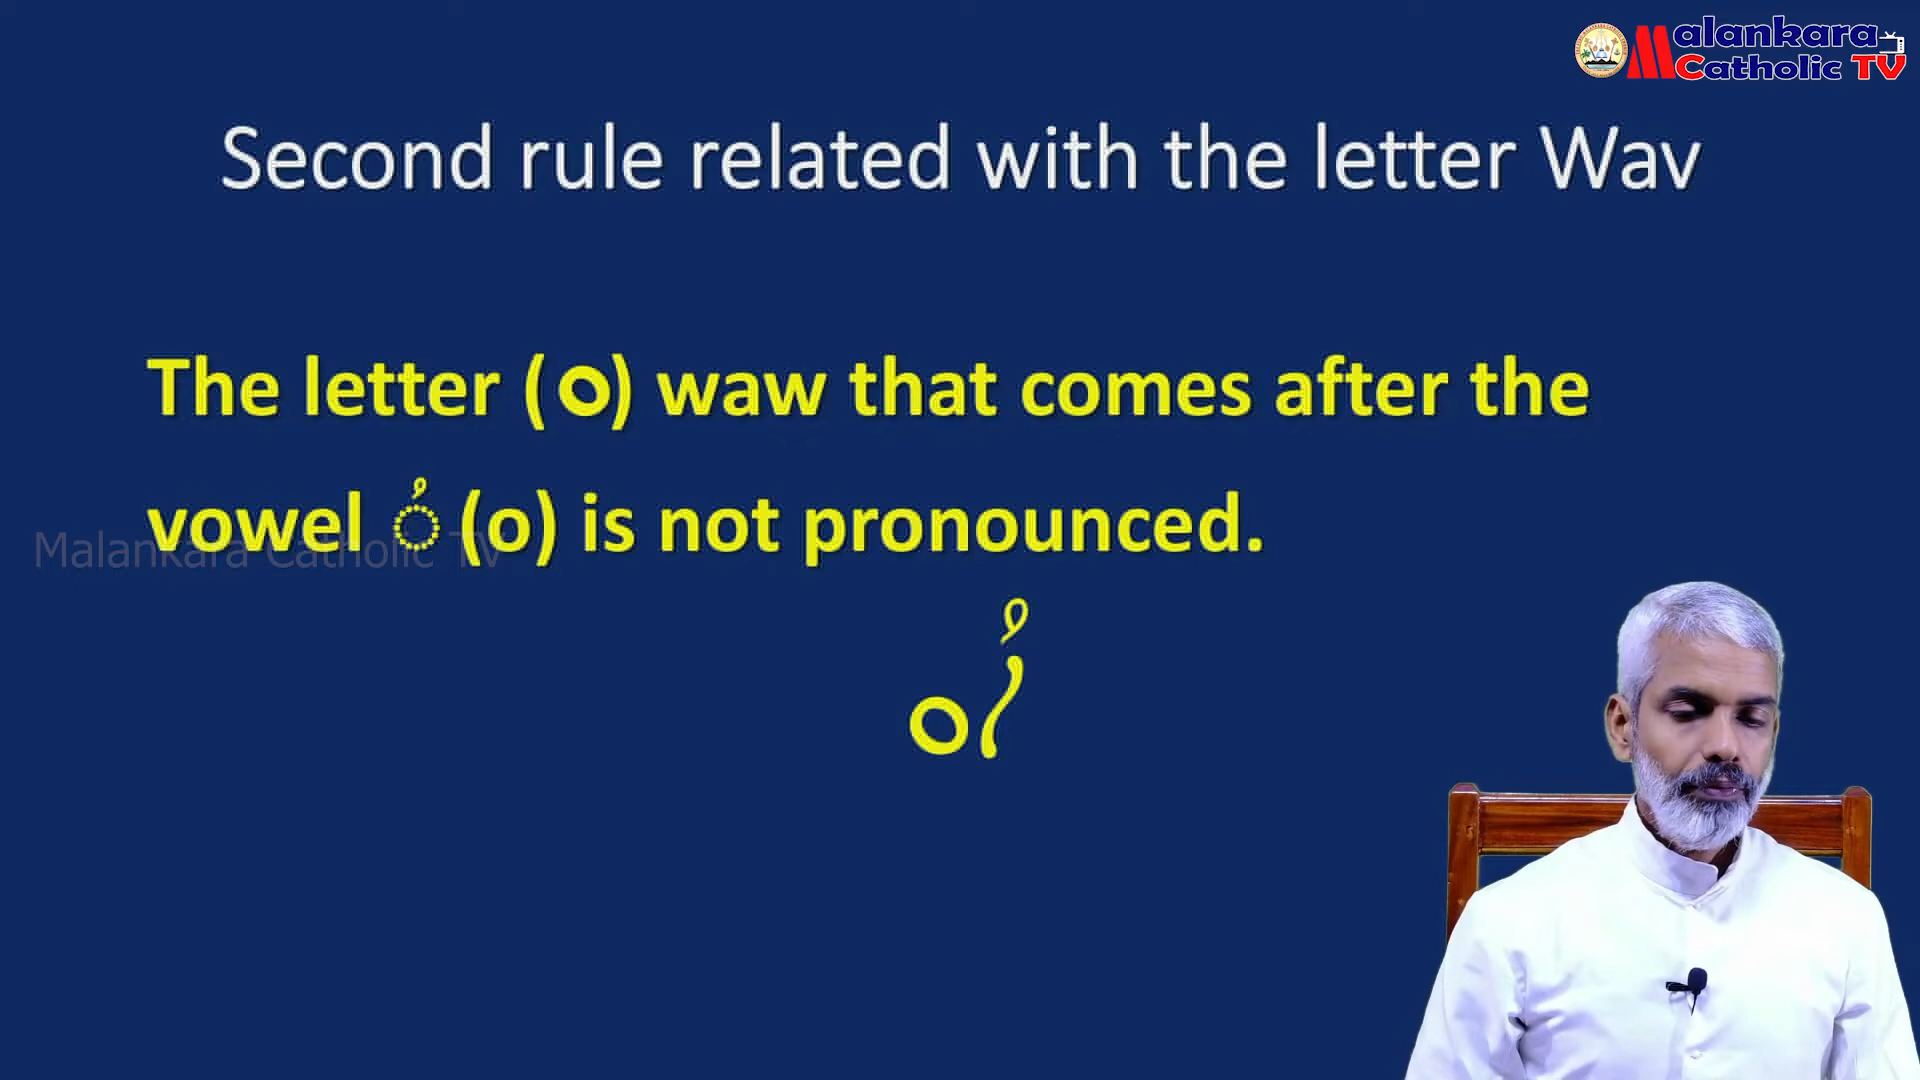 Malankara
Catholic TV
Second rule related with the letter Wav
The letter (ܘ) waw that comes after the
vowel ◌ܳ (o) is not pronounced.
Malankara Catholic TV
ܐܳܘ